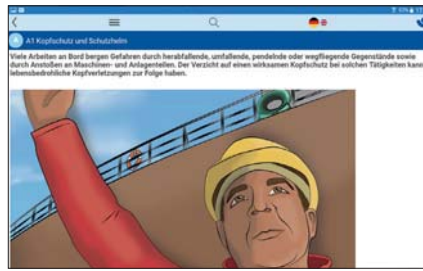 A A1 Kopfschutz und Schutzhelm
Viele Arbeiten an Bord bergen Gefahren durch herabfallende, umfallende, pendelnde oder wegfliegende Gegenstände sowie
durch Anstoßen an Maschinen- und Anlagenteilen. Der Verzicht auf einen wirksamen Kopfschutz bei solchen Tätigkeiten kann
lebensbedrohliche Kopfverletzungen zur Folge haben.